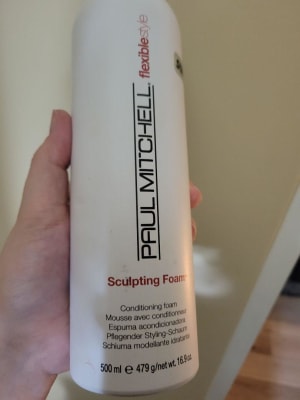 flexiblestyle
PAUL MITCHELL
Sculpting Foam
Conditioning foam
Mousse avec conditionneur
Espuma acondicionadora
Pflegender Styling-Schaum
Schiuma modellante idratante
500 ml e 479 g/net wt. 16.9 oz.